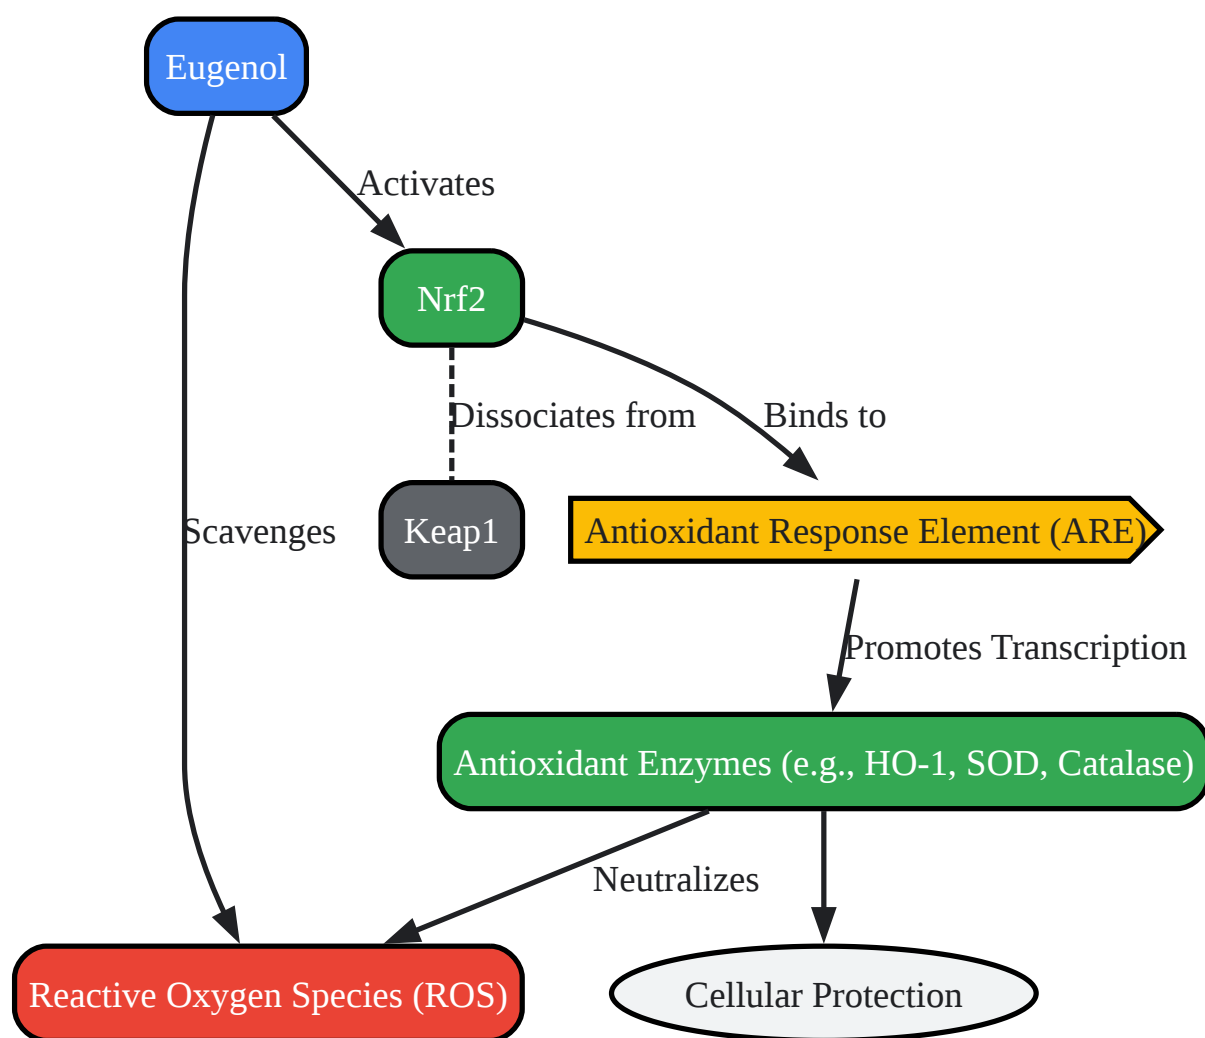 Eugenol
Activates
Nrf2
Dissociates from
Binds to
Scavenges
Keap1
Antioxidant Response Element (ARE)
Promotes Transcription
Antioxidant Enzymes (e.g., HO-1, SOD, Catalase)
Neutralizes
Reactive Oxygen Species (ROS)
Cellular Protection